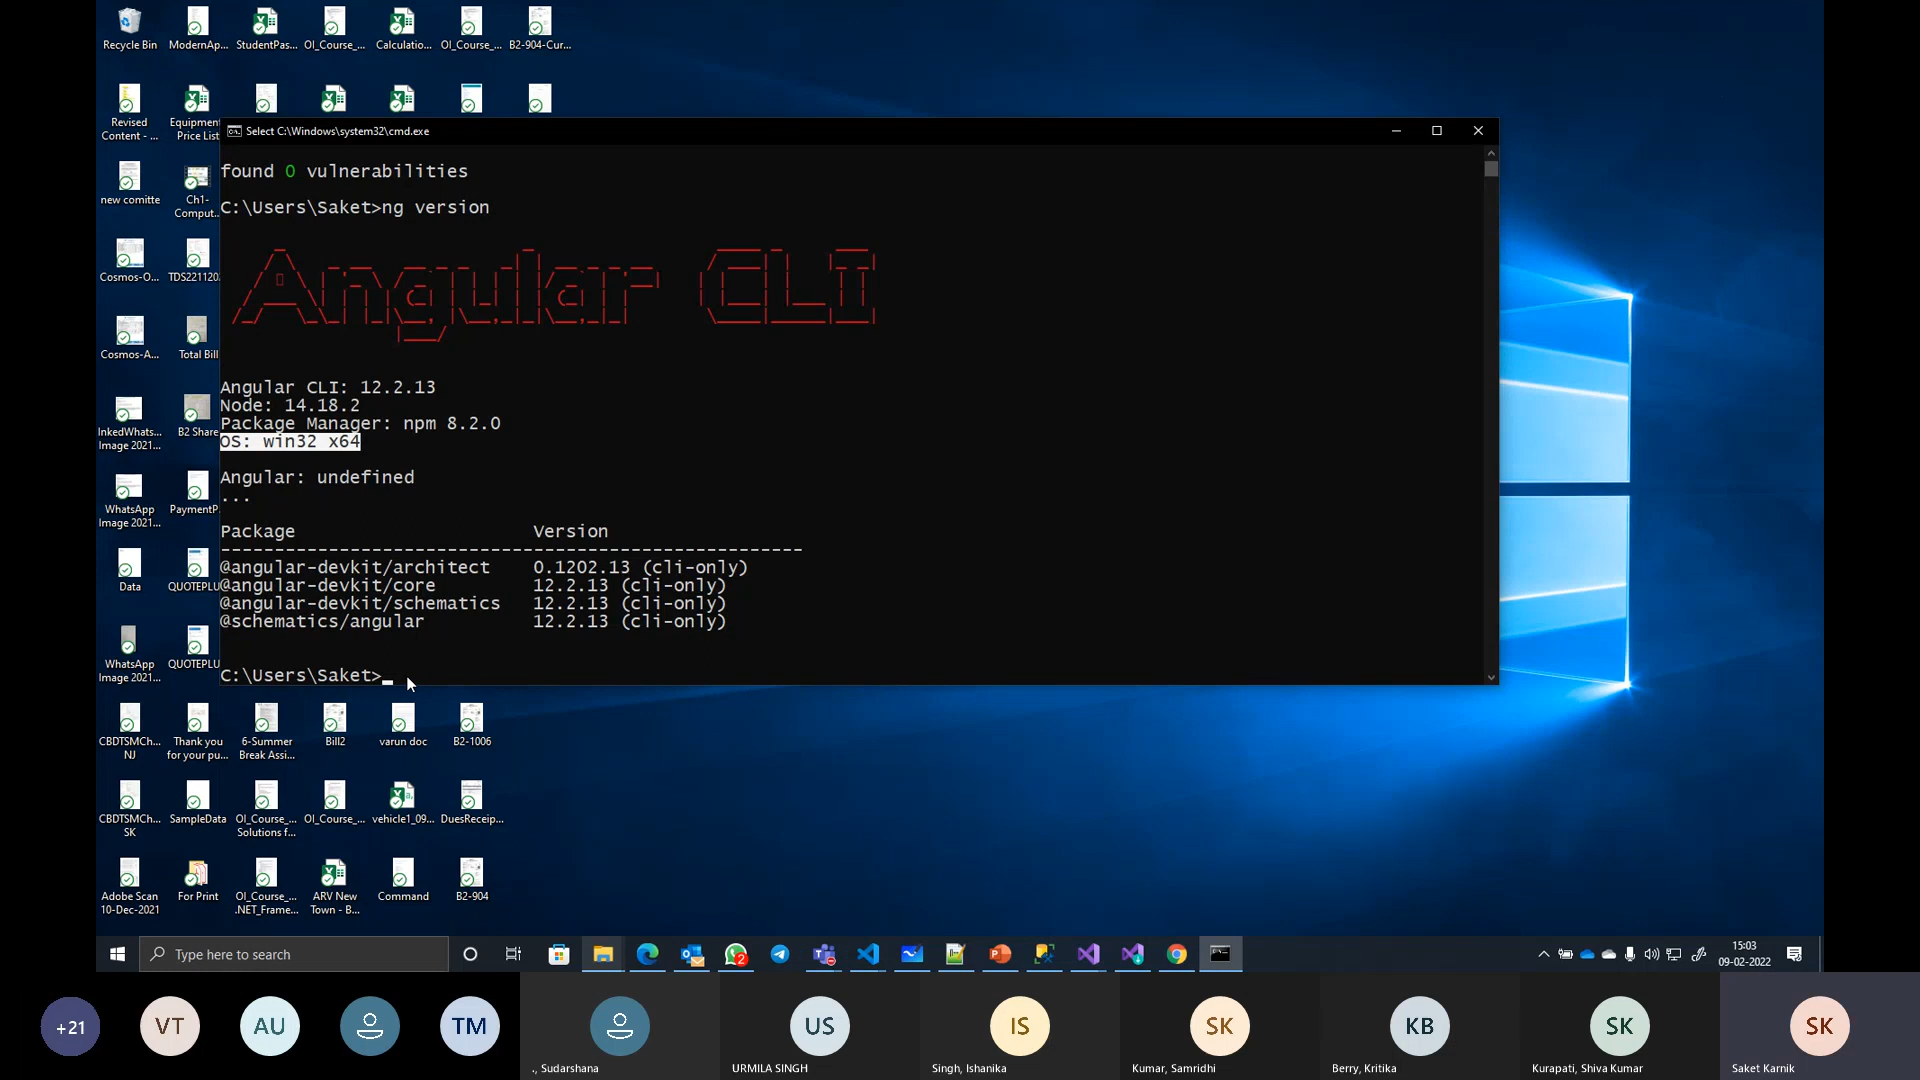 Recycle Bin
ModernAp...
StudentPas...
OI_Course_...
Calculatio...
OI_Course_...
B2-904-Cur...
Revised
Content - ...
Equipment
Price List
new comitte
Ch1-
Comput...
Cosmos-O...
TDS221120
Cosmos-A...
Total Bill
InkedWhats...
Image 2021...
B2 Share
WhatsApp
Image 2021...
PaymentP
Data
QUOTEPLU
WhatsApp
Image 2021...
QUOTEPLU
Select C:\Windows\system32\cmd.exe
found 0 vulnerabilities
C:\Users\Saket>ng version
Angular CLI
Angular CLI: 12.2.13
Node: 14.18.2
Package Manager: npm 8.2.0
OS: win32 x64
Angular: undefined
...
Package Version
------------------------------------------------------
@angular-devkit/architect 0.1202.13 (cli-only)
@angular-devkit/core 12.2.13 (cli-only)
@angular-devkit/schematics 12.2.13 (cli-only)
@schematics/angular 12.2.13 (cli-only)
C:\Users\Saket>_
CBDTSMCh...
NJ
Thank you
for your pu...
6-Summer
Break Assi...
Bill2
varun doc
B2-1006
CBDTSMCh...
SK
SampleData
OI_Course_...
Solutions f...
OI_Course_...
vehicle1_09...
DuesReceip...
Adobe Scan
10-Dec-2021
For Print
OI_Course_...
.NET_Frame...
ARV New
Town - B...
Command
B2-904
Type here to search
2
15:03
09-02-2022
+21
VT
AU
TM
., Sudarshana
US
URMILA SINGH
IS
Singh, Ishanika
SK
Kumar, Samridhi
KB
Berry, Kritika
SK
Kurapati, Shiva Kumar
SK
Saket Karnik